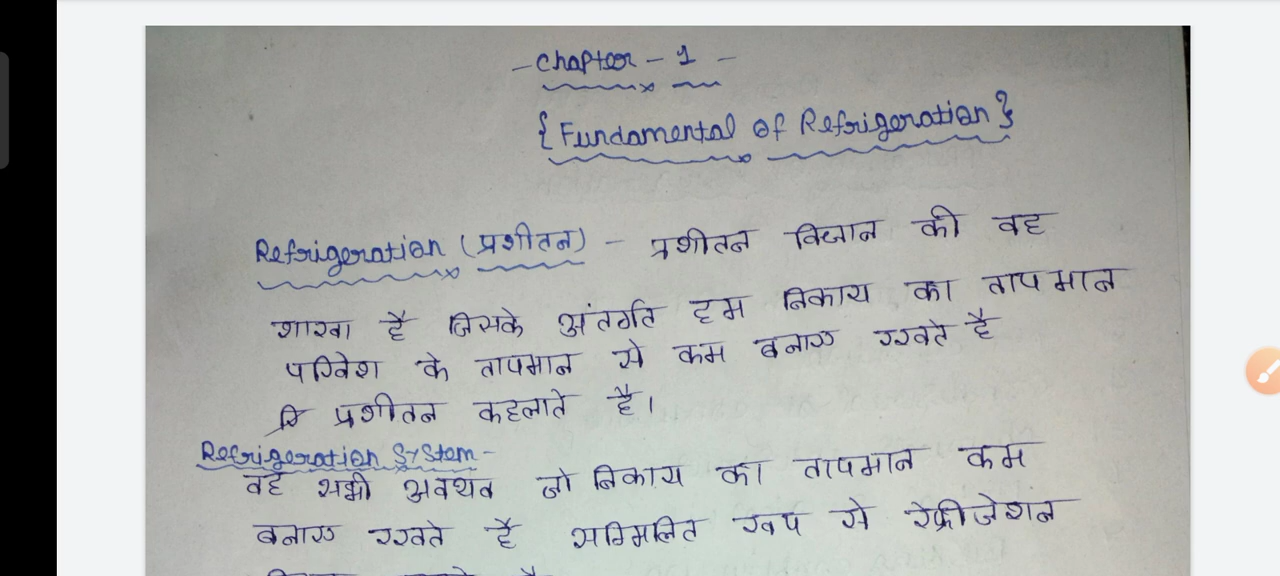 - Chapter - 1 -
{ Fundamental of Refrigeration }
Refrigeration (प्रशीतन) - प्रशीतन विज्ञान की वह
शाखा है जिसके अंतर्गत हम निकाय का तापमान
परिवेश के तापमान से कम बनाए रखते है
प्रशीतन कहलाते है।
Refrigeration System -
वह सभी अवयव जो निकाय का तापमान कम
बनाए रखते है सम्मिलित रूप से रेफ्रीजेशन